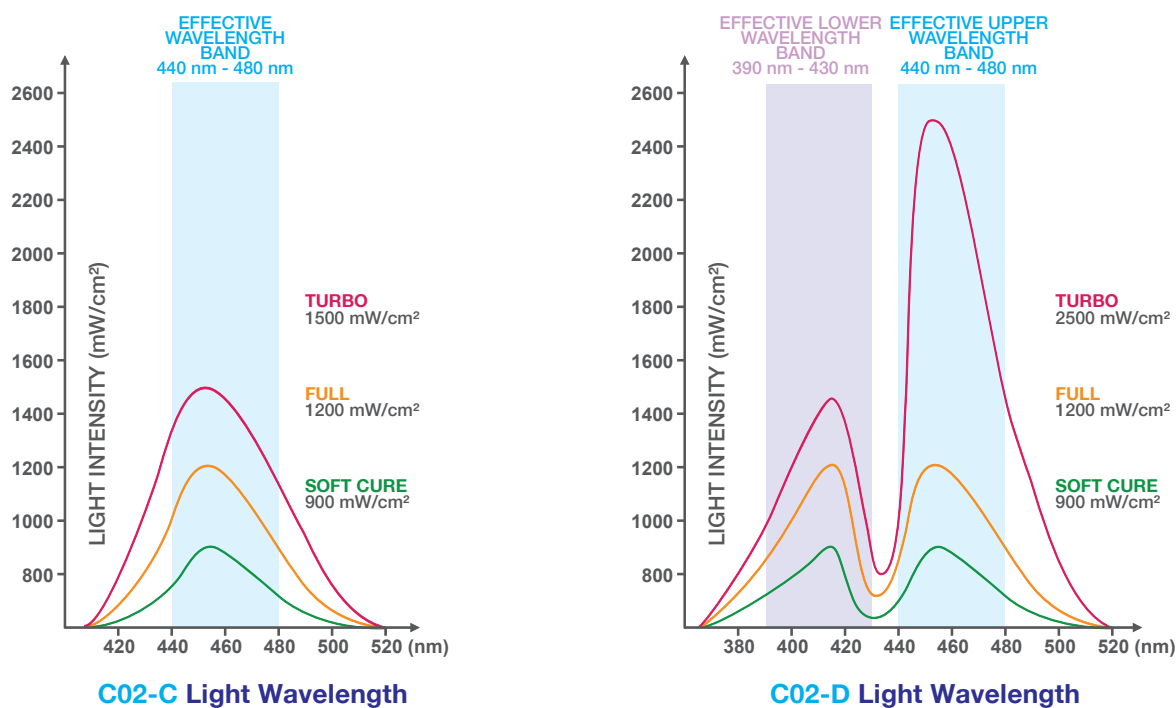 EFFECTIVE
WAVELENGTH
BAND
440 nm - 480 nm
2600
2400
2200
2000
1800
1600
1400
1200
1000
800
LIGHT INTENSITY (mW/cm²)
TURBO
1500 mW/cm²
FULL
1200 mW/cm²
SOFT CURE
900 mW/cm²
420 440 460 480 500 520 (nm)
C02-C Light Wavelength
EFFECTIVE LOWER
WAVELENGTH
BAND
390 nm - 430 nm
EFFECTIVE UPPER
WAVELENGTH
BAND
440 nm - 480 nm
2600
2400
2200
2000
1800
1600
1400
1200
1000
800
LIGHT INTENSITY (mW/cm²)
TURBO
2500 mW/cm²
FULL
1200 mW/cm²
SOFT CURE
900 mW/cm²
380 400 420 440 460 480 500 520 (nm)
C02-D Light Wavelength